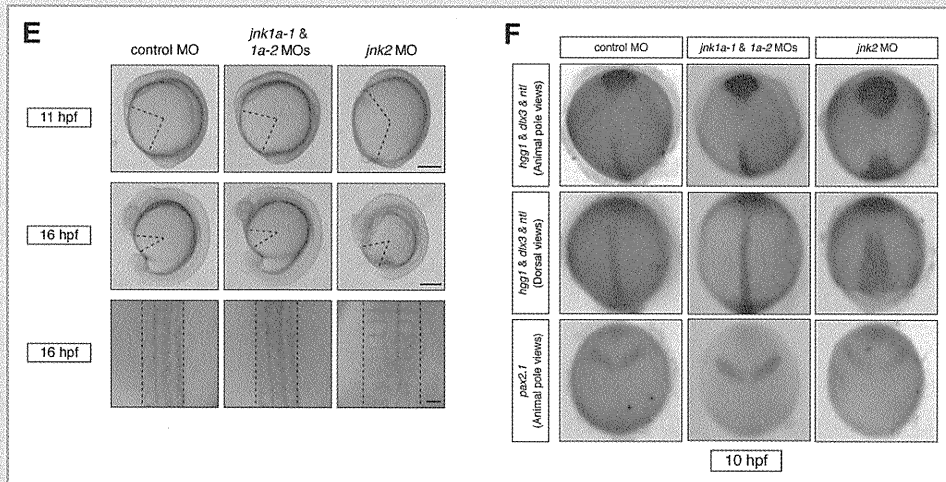 E
control MO
jnk1a-1 &
1a-2 MOs
jnk2 MO
11 hpf
16 hpf
16 hpf
F
control MO
jnk1a-1 & 1a-2 MOs
jnk2 MO
hgg1 & dlx3 & ntl
(Animal pole views)
hgg1 & dlx3 & ntl
(Dorsal views)
pax2.1
(Animal pole views)
10 hpf